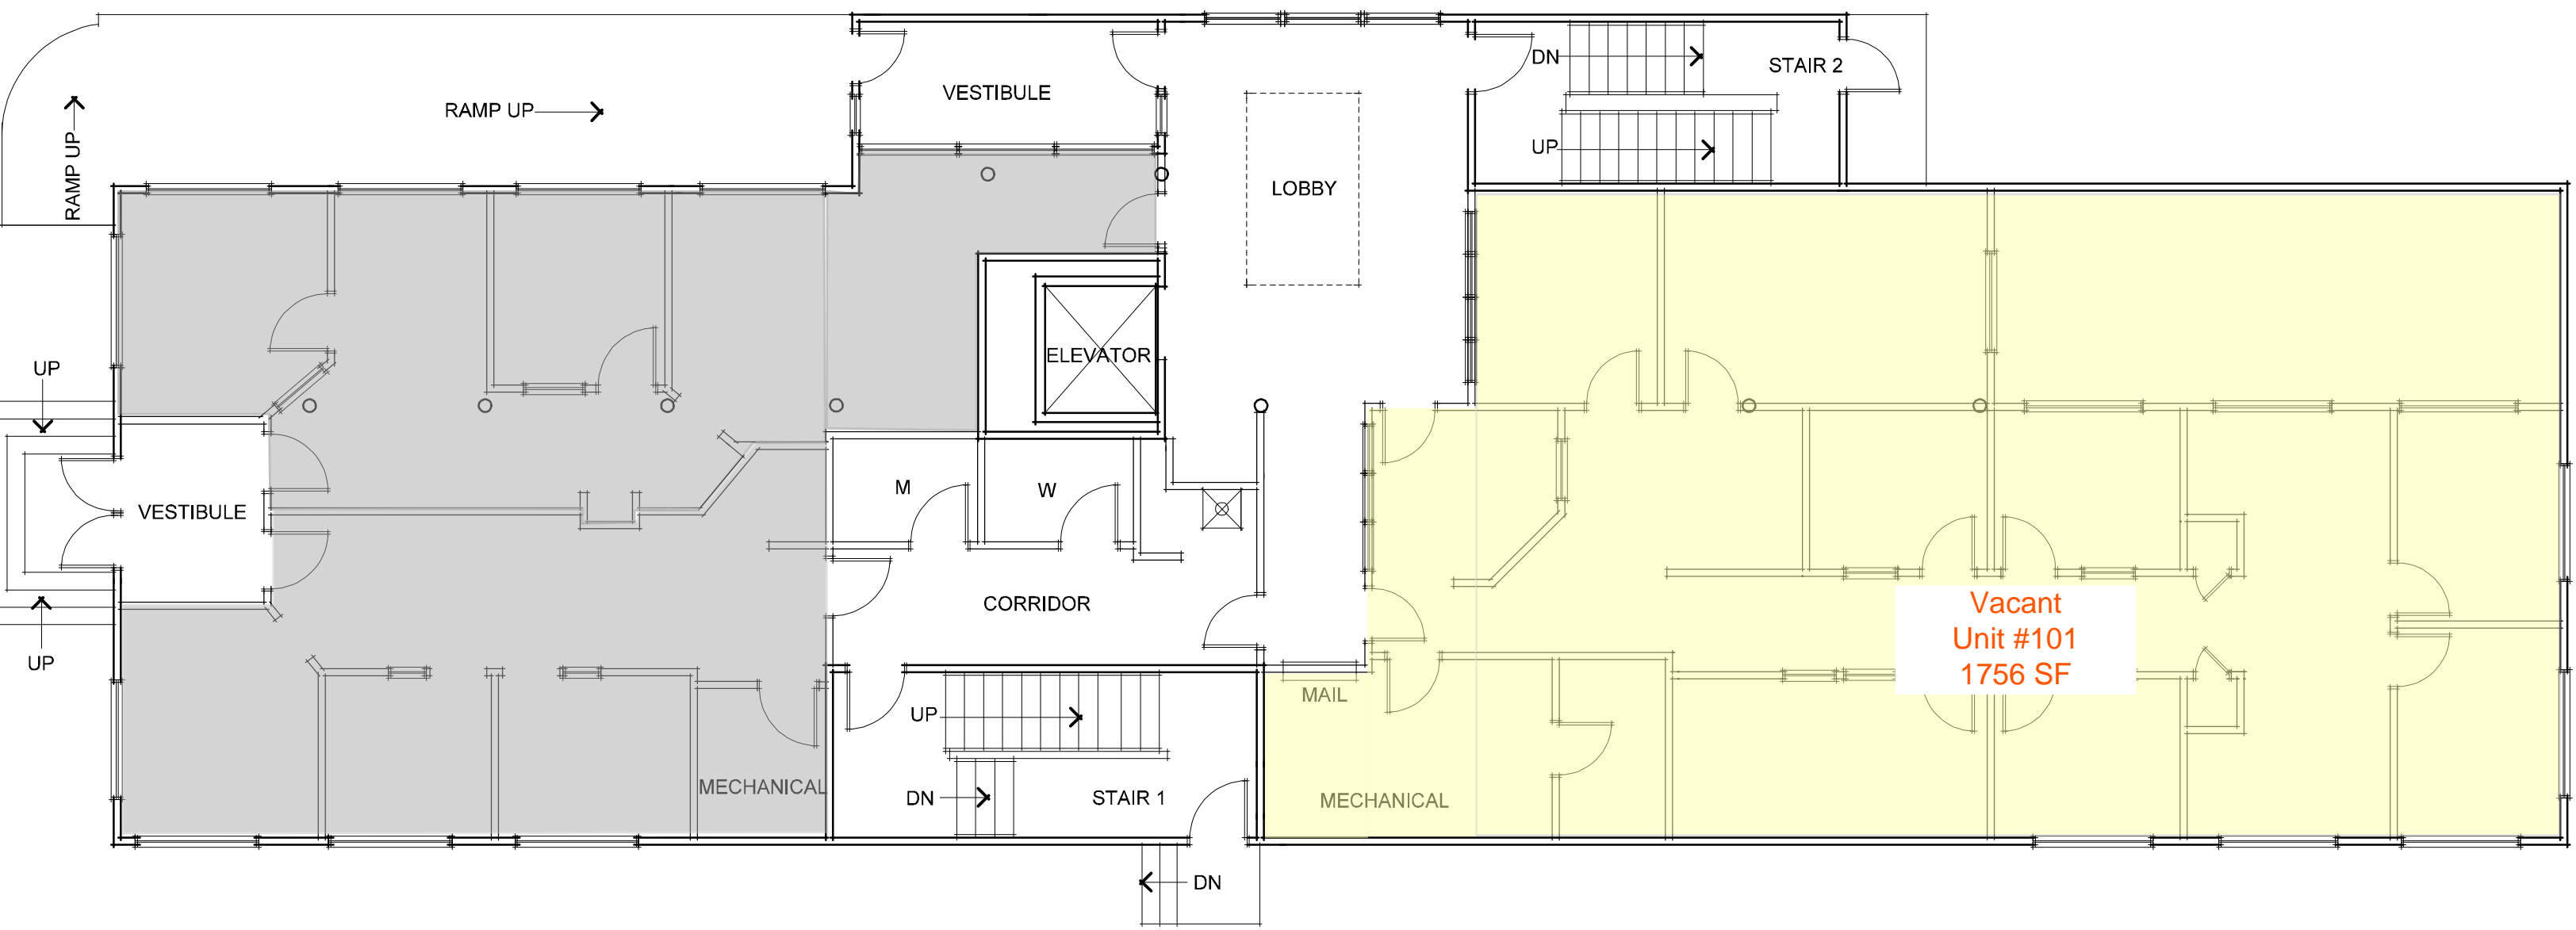 DN
STAIR 2
VESTIBULE
RAMP UP
RAMP UP
UP
LOBBY
ELEVATOR
UP
M
W
VESTIBULE
CORRIDOR
Vacant
Unit #101
1756 SF
UP
MAIL
UP
MECHANICAL
DN
STAIR 1
MECHANICAL
DN